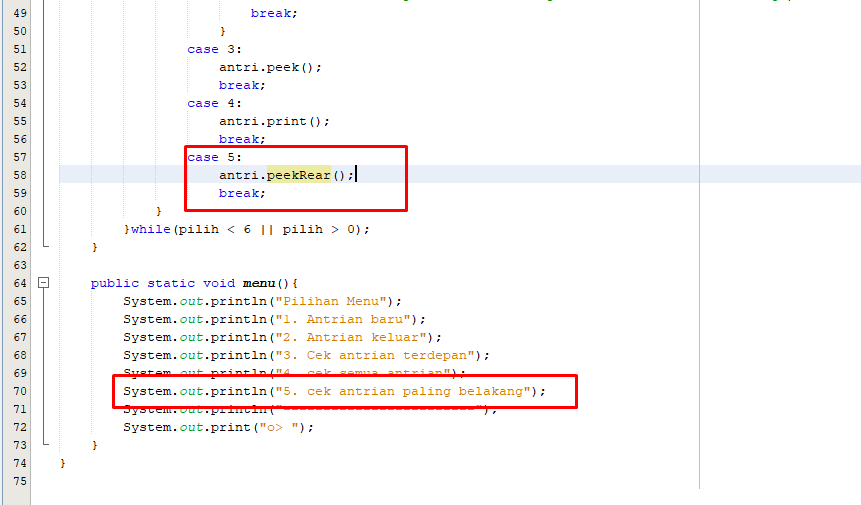 49 break;
50 }
51 case 3:
52 antri.peek();
53 break;
54 case 4:
55 antri.print();
56 break;
57 case 5:
58 antri.peekRear();
59 break;
60 }
61 }while(pilih < 6 || pilih > 0);
62 }
63
64 public static void menu(){
65 System.out.println("Pilihan Menu");
66 System.out.println("1. Antrian baru");
67 System.out.println("2. Antrian keluar");
68 System.out.println("3. Cek antrian terdepan");
69 System.out.println("4. cek semua antrian");
70 System.out.println("5. cek antrian paling belakang");
71 System.out.println(
72 System.out.print("o> ");
73 }
74 }
75